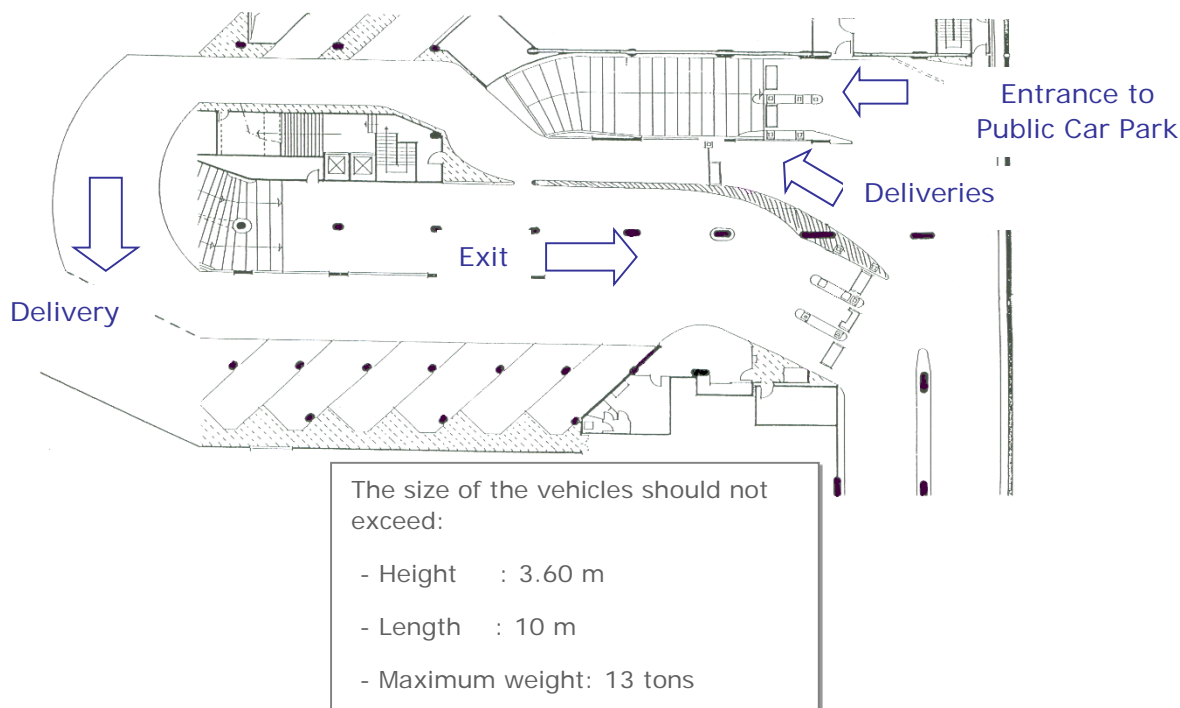 Entrance to
Public Car Park
Deliveries
Exit
Delivery
The size of the vehicles should not
exceed:
- Height : 3.60 m
- Length : 10 m
- Maximum weight: 13 tons